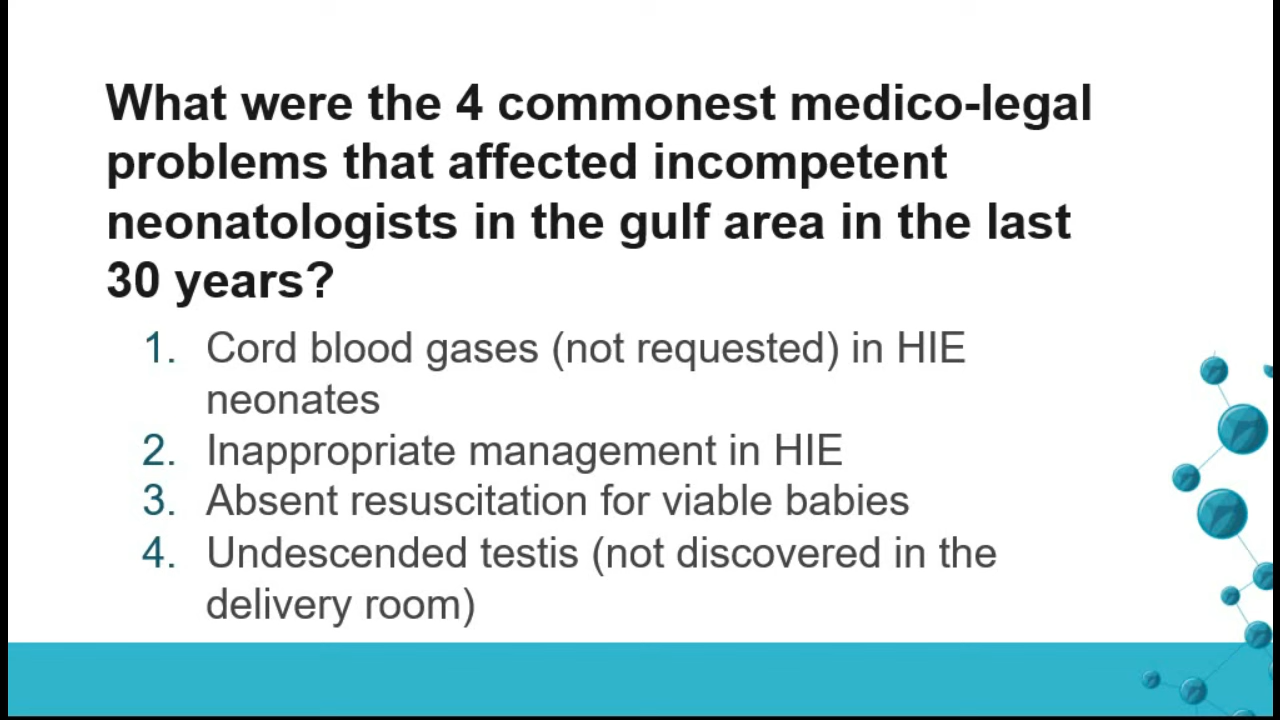 What were the 4 commonest medico-legal
problems that affected incompetent
neonatologists in the gulf area in the last
30 years?
1. Cord blood gases (not requested) in HIE
neonates
2. Inappropriate management in HIE
3. Absent resuscitation for viable babies
4. Undescended testis (not discovered in the
delivery room)